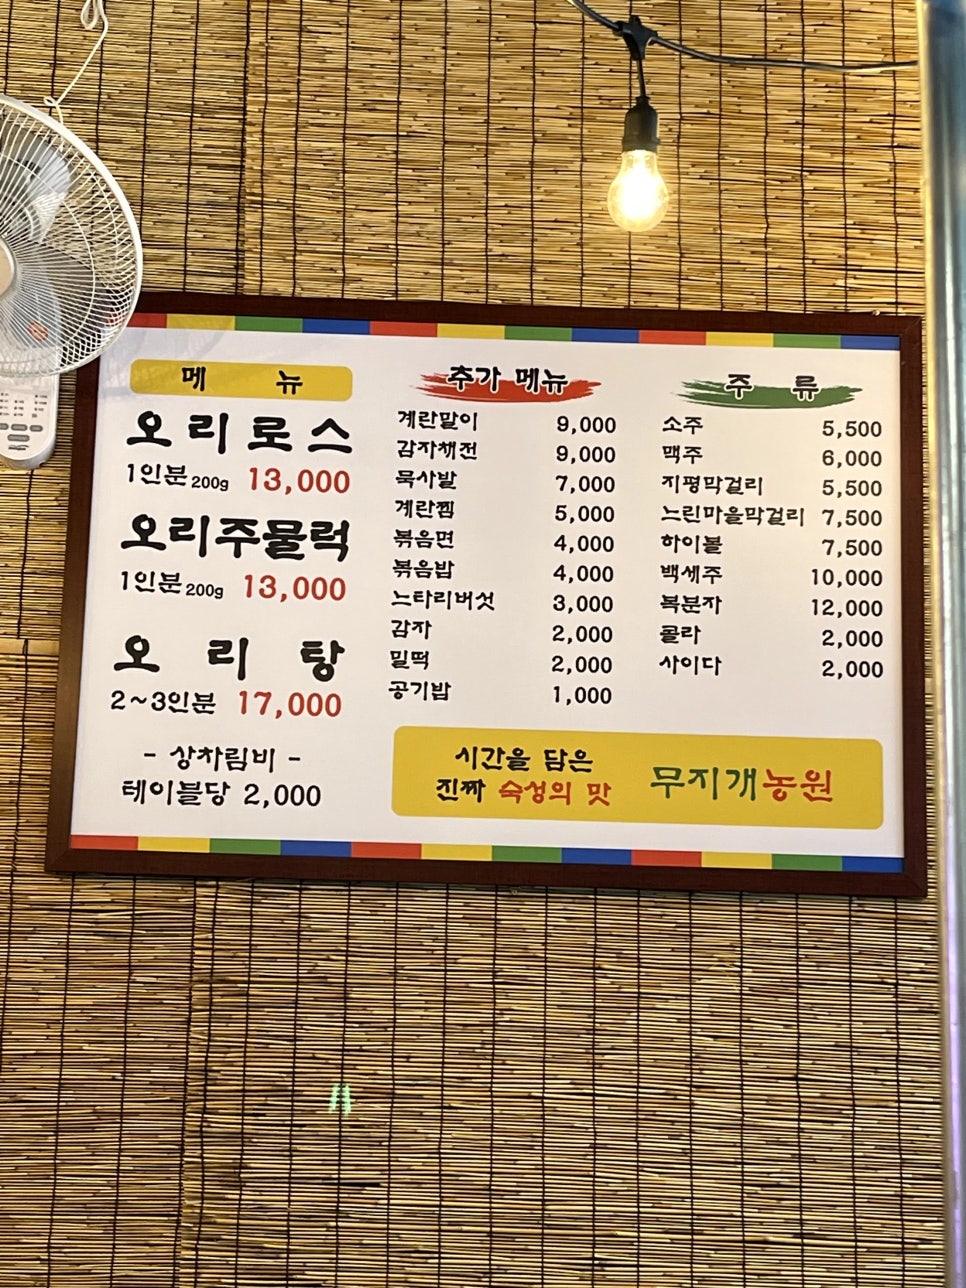 메 뉴
오리로스
1인분 200g 13,000
오리주물럭
1인분 200g 13,000
오 리 탕
2~3인분 17,000
- 상차림비 -
테이블당 2,000
추가 메뉴
계란말이 9,000
감자채전 9,000
묵사발 7,000
계란찜 5,000
볶음면 4,000
볶음밥 4,000
느타리버섯 3,000
감자 2,000
밀떡 2,000
공기밥 1,000
주 류
소주 5,500
맥주 6,000
지평막걸리 5,500
느린마을막걸리 7,500
하이볼 7,500
백세주 10,000
복분자 12,000
콜라 2,000
사이다 2,000
시간을 담은
진짜 숙성의 맛
무지개농원